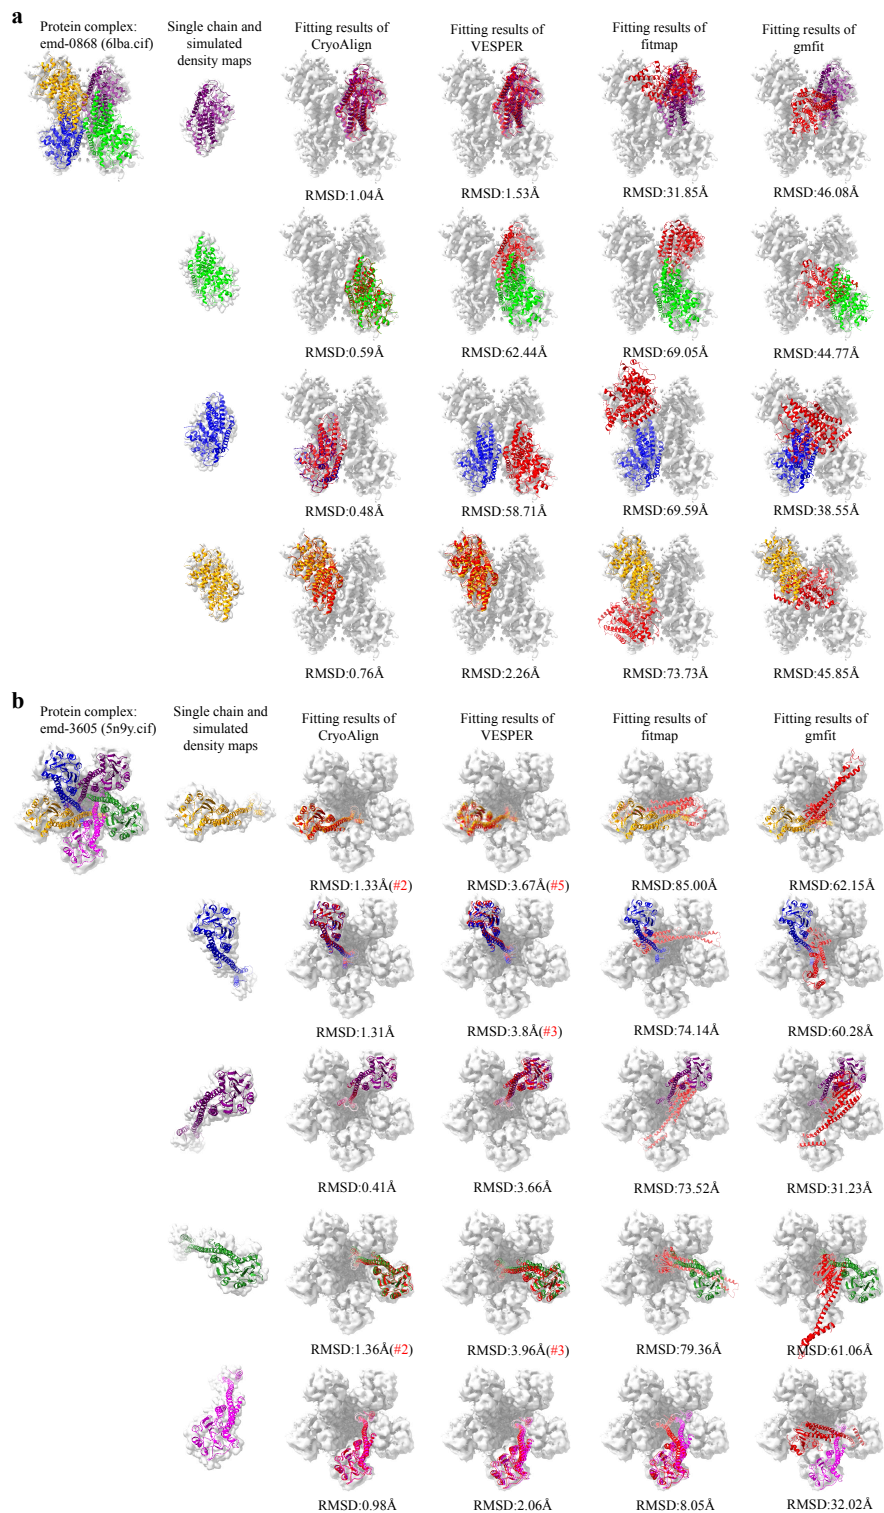 a
Protein complex:
emd-0868 (6lba.cif)
Single chain and
simulated
density maps
Fitting results of
CryoAlign
Fitting results of
VESPER
Fitting results of
fitmap
Fitting results of
gmfit
RMSD:1.04Å
RMSD:1.53Å
RMSD:31.85Å
RMSD:46.08Å
RMSD:0.59Å
RMSD:62.44Å
RMSD:69.05Å
RMSD:44.77Å
RMSD:0.48Å
RMSD:58.71Å
RMSD:69.59Å
RMSD:38.55Å
RMSD:0.76Å
RMSD:2.26Å
RMSD:73.73Å
RMSD:45.85Å
b
Protein complex:
emd-3605 (5n9y.cif)
Single chain and
simulated
density maps
Fitting results of
CryoAlign
Fitting results of
VESPER
Fitting results of
fitmap
Fitting results of
gmfit
RMSD:1.33Å(#2)
RMSD:3.67Å(#5)
RMSD:85.00Å
RMSD:62.15Å
RMSD:1.31Å
RMSD:3.8Å(#3)
RMSD:74.14Å
RMSD:60.28Å
RMSD:0.41Å
RMSD:3.66Å
RMSD:73.52Å
RMSD:31.23Å
RMSD:1.36Å(#2)
RMSD:3.96Å(#3)
RMSD:79.36Å
RMSD:61.06Å
RMSD:0.98Å
RMSD:2.06Å
RMSD:8.05Å
RMSD:32.02Å